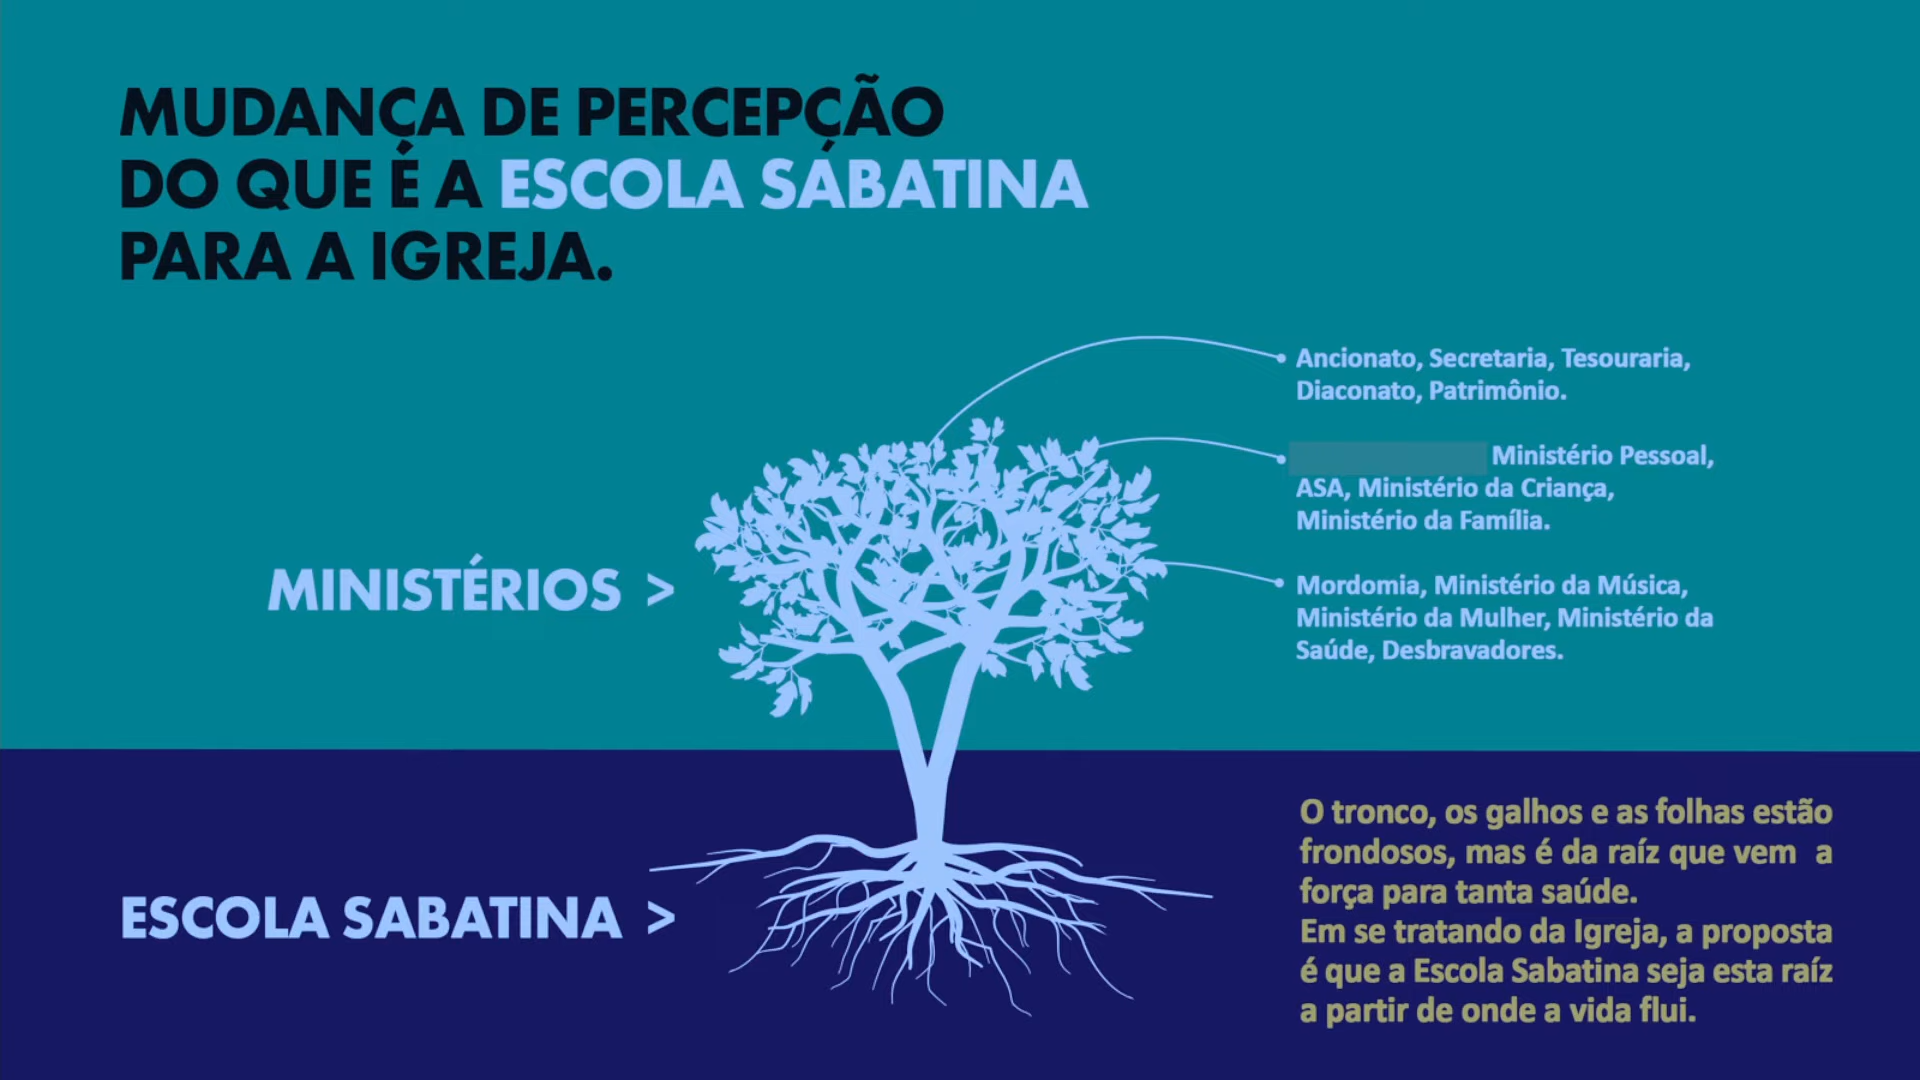 MUDANÇA DE PERCEPÇÃO
DO QUE É A ESCOLA SABATINA
PARA A IGREJA.
Ancionato, Secretaria, Tesouraria,
Diaconato, Patrimônio.
Ministério Pessoal,
ASA, Ministério da Criança,
Ministério da Família.
MINISTÉRIOS >
Mordomia, Ministério da Música,
Ministério da Mulher, Ministério da
Saúde, Desbravadores.
ESCOLA SABATINA >
O tronco, os galhos e as folhas estão
frondosos, mas é da raíz que vem a
força para tanta saúde.
Em se tratando da Igreja, a proposta
é que a Escola Sabatina seja esta raíz
a partir de onde a vida flui.